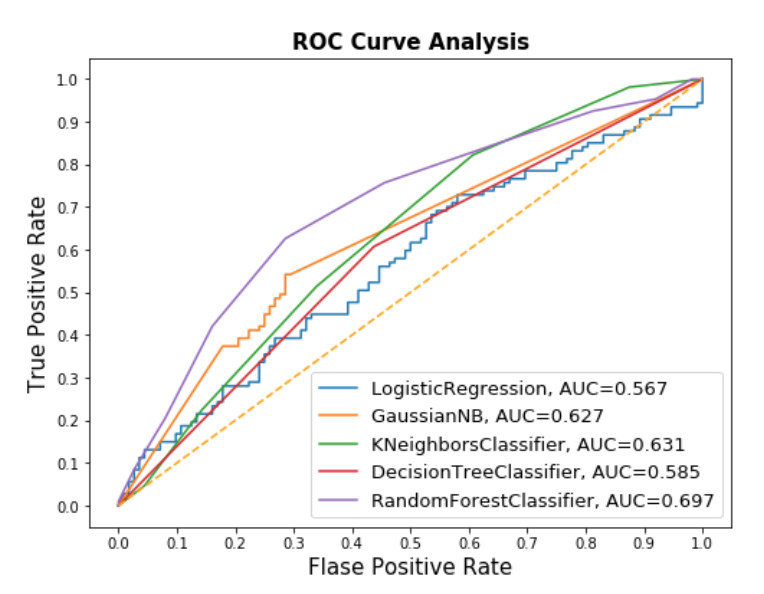 ROC Curve Analysis
1.0
0.9
0.8
0.7
0.6
0.5
0.4
0.3
0.2
0.1
0.0
True Positive Rate
LogisticRegression, AUC=0.567
GaussianNB, AUC=0.627
KNeighborsClassifier, AUC=0.631
DecisionTreeClassifier, AUC=0.585
RandomForestClassifier, AUC=0.697
0.0 0.1 0.2 0.3 0.4 0.5 0.6 0.7 0.8 0.9 1.0
Flase Positive Rate